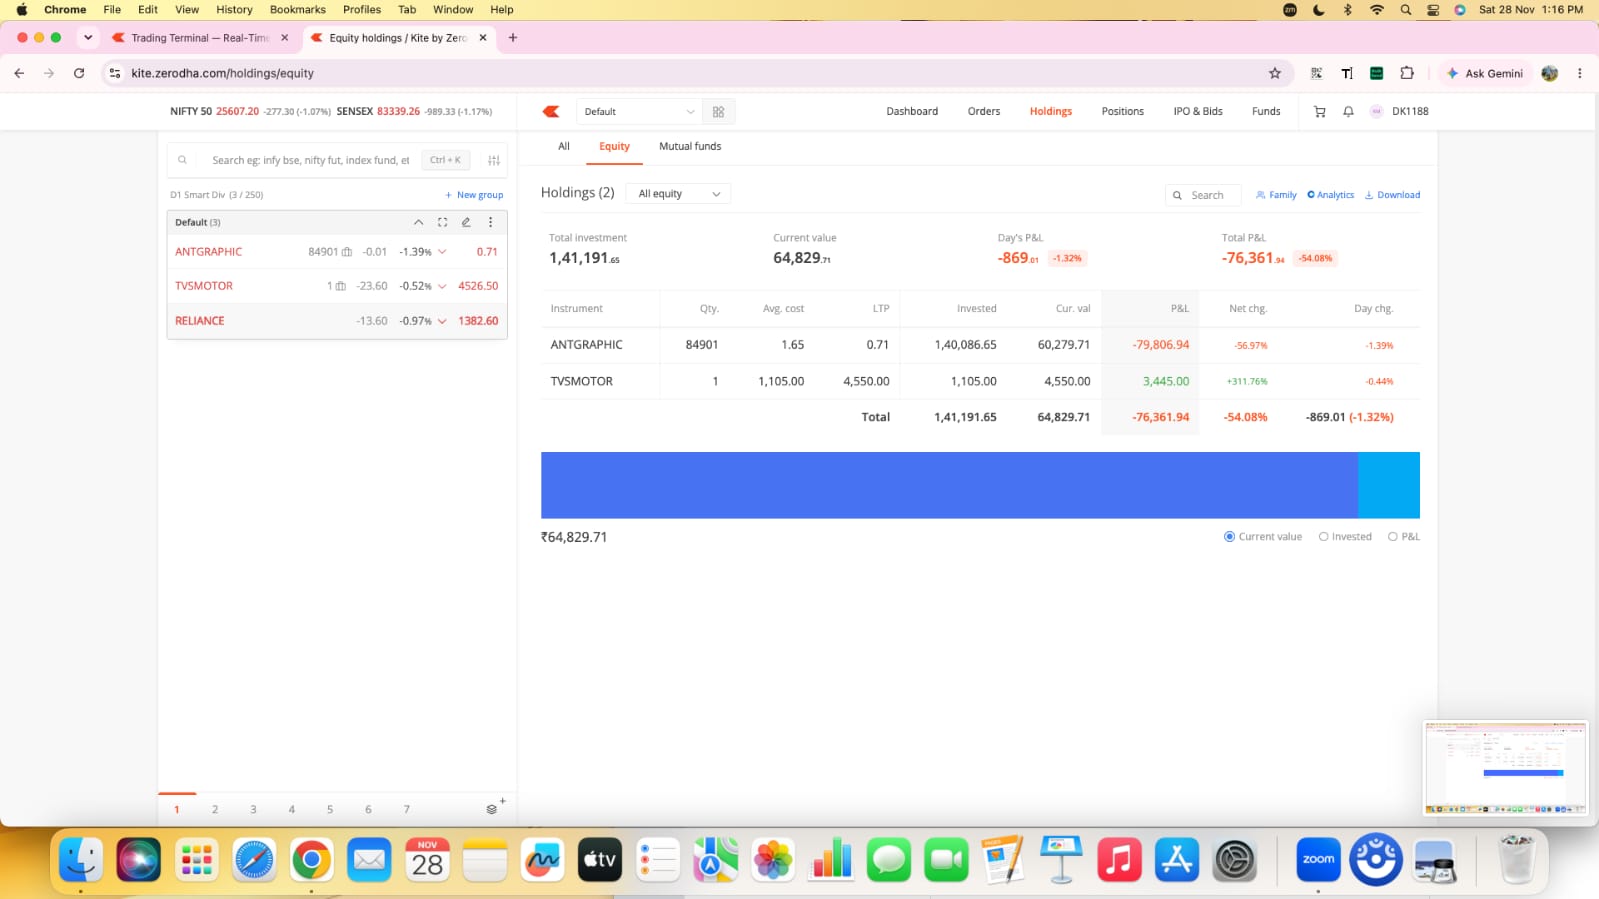 Chrome File Edit View History Bookmarks Profiles Tab Window Help
zm
Sat 28 Nov 1:16 PM
Trading Terminal — Real-Time
Equity holdings / Kite by Zero
kite.zerodha.com/holdings/equity
Ask Gemini
NIFTY 50 25607.20 -277.30 (-1.07%) SENSEX 83339.26 -989.33 (-1.17%)
Default
Dashboard Orders Holdings Positions IPO & Bids Funds
DK1188
Search eg: infy bse, nifty fut, index fund, et
Ctrl + K
D1 Smart Div (3 / 250)
+ New group
Default (3)
ANTGRAPHIC 84901 -0.01 -1.39% 0.71
TVSMOTOR 1 -23.60 -0.52% 4526.50
RELIANCE -13.60 -0.97% 1382.60
1 2 3 4 5 6 7
All Equity Mutual funds
Holdings (2) All equity
Search Family Analytics Download
Total investment Current value Day's P&L Total P&L
1,41,191.65 64,829.71 -869.01 -1.32% -76,361.94 -54.08%
Instrument Qty. Avg. cost LTP Invested Cur. val P&L Net chg. Day chg.
ANTGRAPHIC 84901 1.65 0.71 1,40,086.65 60,279.71 -79,806.94 -56.97% -1.39%
TVSMOTOR 1 1,105.00 4,550.00 1,105.00 4,550.00 3,445.00 +311.76% -0.44%
Total 1,41,191.65 64,829.71 -76,361.94 -54.08% -869.01 (-1.32%)
₹64,829.71
Current value Invested P&L
NOV
28
tv
zoom